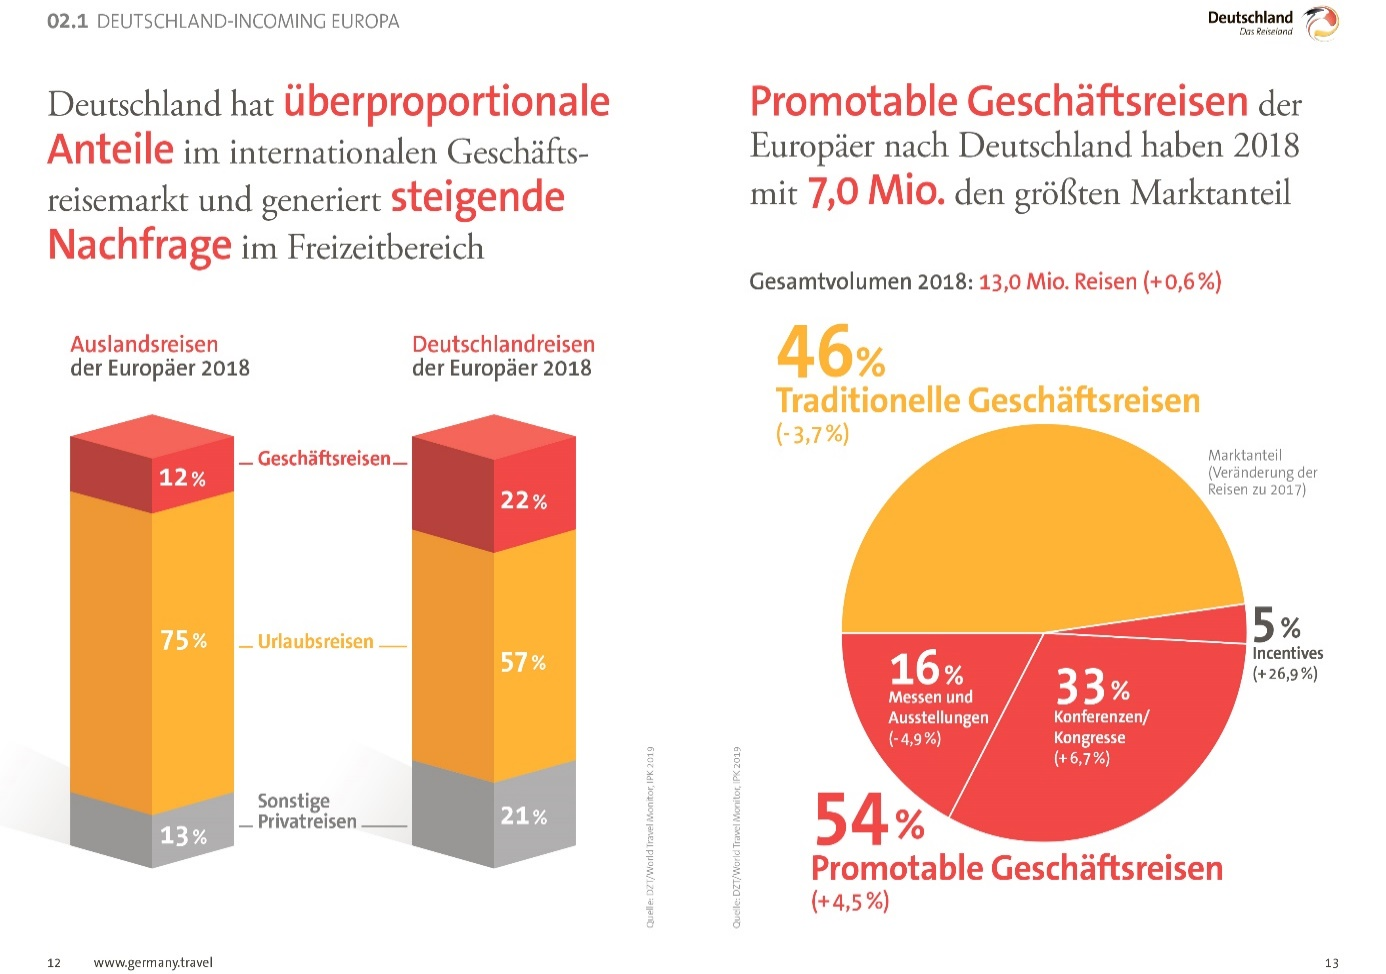 02.1 DEUTSCHLAND-INCOMING EUROPA
Deutschland hat überproportionale
Anteile im internationalen Geschäfts-
reisemarkt und generiert steigende
Nachfrage im Freizeitbereich
Auslandsreisen
der Europäer 2018
Deutschlandreisen
der Europäer 2018
12 %
Geschäftsreisen
22 %
75 %
Urlaubsreisen
57 %
Sonstige
Privatreisen
13 %
21 %
Quelle: DZT/World Travel Monitor, IPK 2019
12 www.germany.travel
Deutschland
Das Reiseland
Promotable Geschäftsreisen der
Europäer nach Deutschland haben 2018
mit 7,0 Mio. den größten Marktanteil
Gesamtvolumen 2018: 13,0 Mio. Reisen (+0,6 %)
46 %
Traditionelle Geschäftsreisen
(- 3,7 %)
Marktanteil
(Veränderung der
Reisen zu 2017)
5 %
Incentives
(+ 26,9 %)
16 %
Messen und
Ausstellungen
(- 4,9 %)
33 %
Konferenzen/
Kongresse
(+ 6,7 %)
54 %
Promotable Geschäftsreisen
(+ 4,5 %)
Quelle: DZT/World Travel Monitor, IPK 2019
13